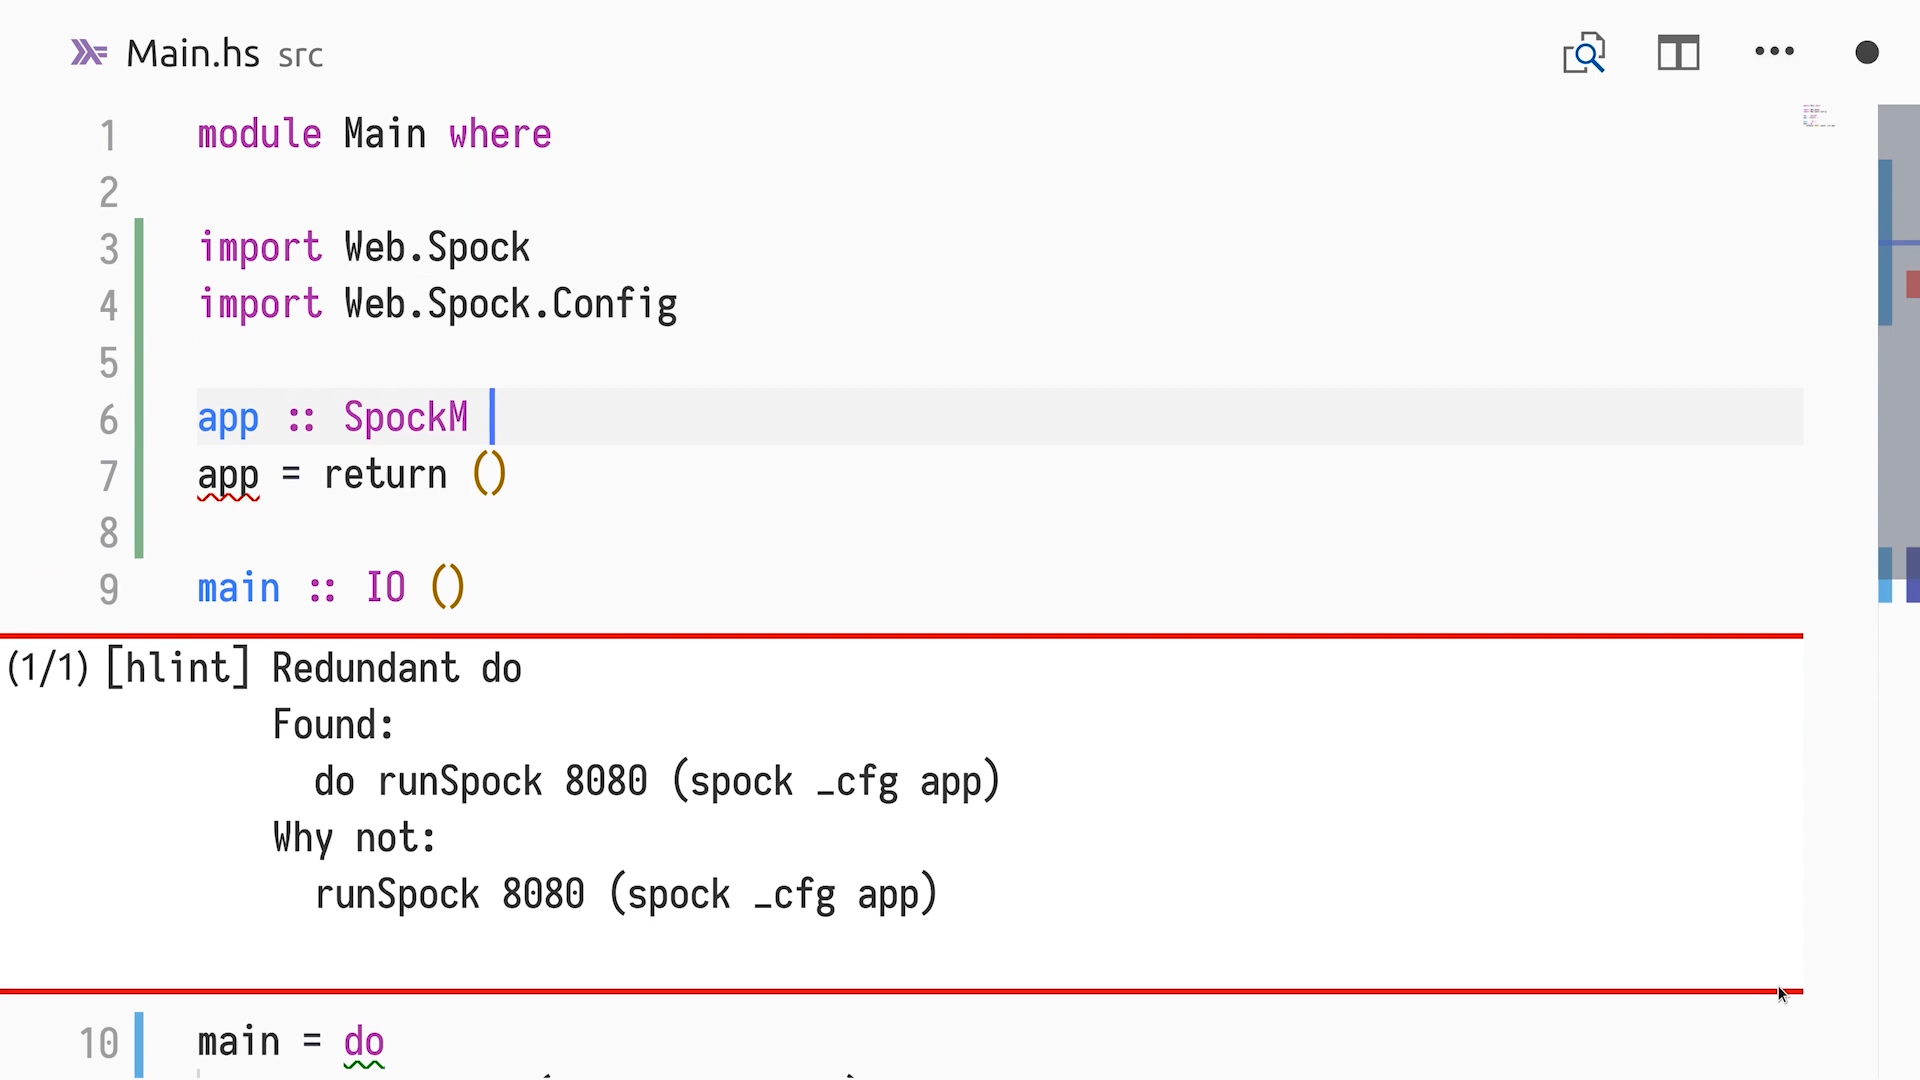 Main.hs src
1 module Main where
2
3 import Web.Spock
4 import Web.Spock.Config
5
6 app :: SpockM
7 app = return ()
8
9 main :: IO ()
(1/1) [hlint] Redundant do
Found:
do runSpock 8080 (spock _cfg app)
Why not:
runSpock 8080 (spock _cfg app)
10 main = do